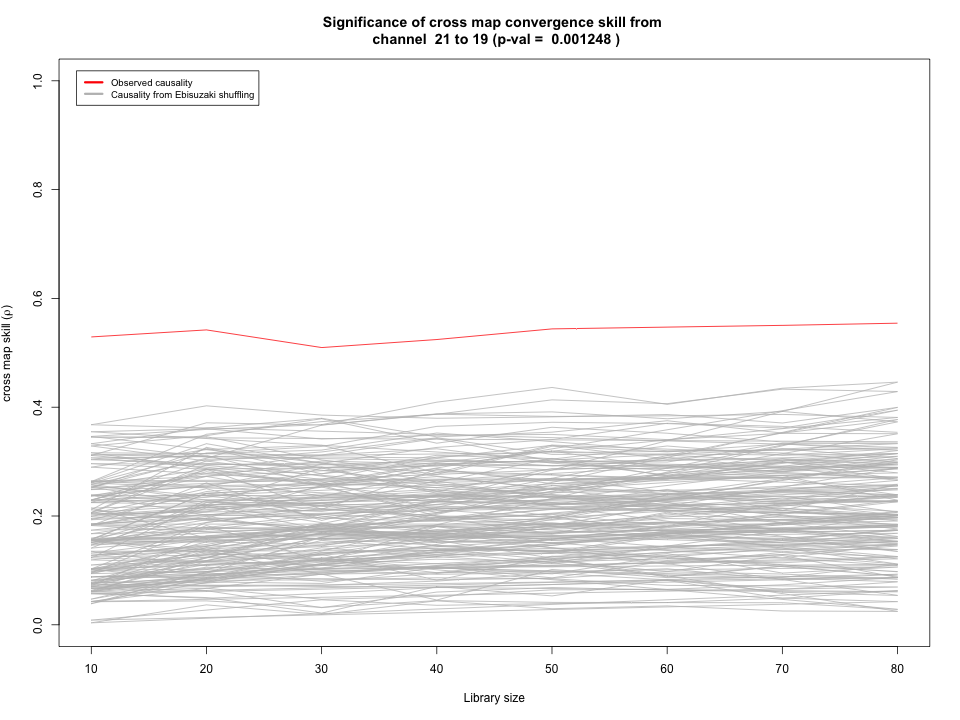 Significance of cross map convergence skill from
channel  21 to 19 (p-val =  0.001248 )
Observed causality
Causality from Ebisuzaki shuffling
cross map skill (ρ)
1.0
0.8
0.6
0.4
0.2
0.0
10 20 30 40 50 60 70 80
Library size